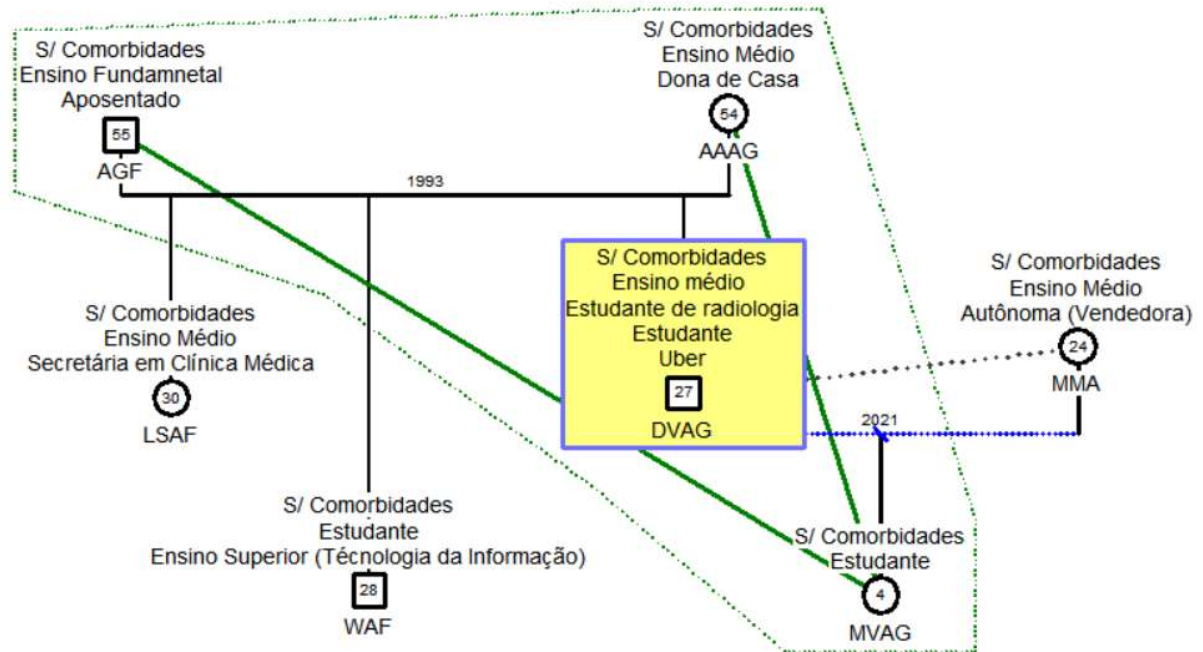 S/ Comorbidades
Ensino Fundamnetal
Aposentado
55
AGF
S/ Comorbidades
Ensino Médio
Dona de Casa
54
AAAG
1993
S/ Comorbidades
Ensino Médio
Secretária em Clínica Médica
30
LSAF
S/ Comorbidades
Estudante
Ensino Superior (Técnologia da Informação)
28
WAF
S/ Comorbidades
Ensino médio
Estudante de radiologia
Estudante
Uber
27
DVAG
S/ Comorbidades
Ensino Médio
Autônoma (Vendedora)
24
MMA
2021
S/ Comorbidades
Estudante
4
MVAG